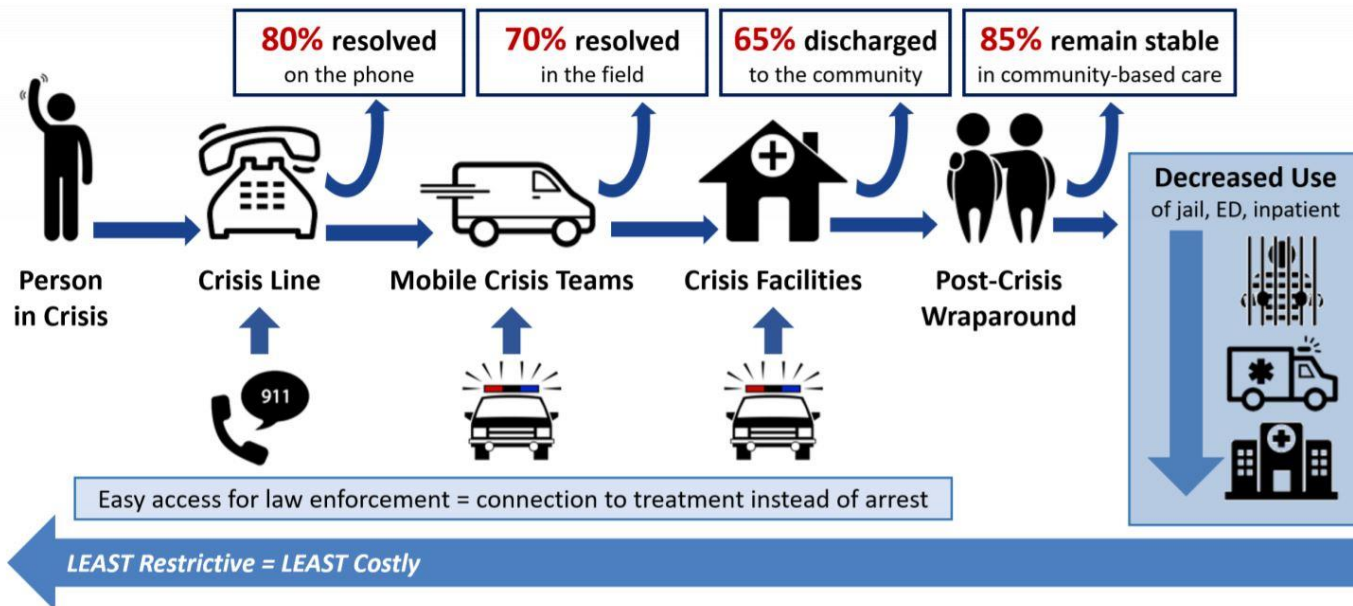 80% resolved
on the phone
70% resolved
in the field
65% discharged
to the community
85% remain stable
in community-based care
Person
in Crisis
Crisis Line
Mobile Crisis Teams
Crisis Facilities
Post-Crisis
Wraparound
Decreased Use
of jail, ED, inpatient
911
Easy access for law enforcement = connection to treatment instead of arrest
LEAST Restrictive = LEAST Costly